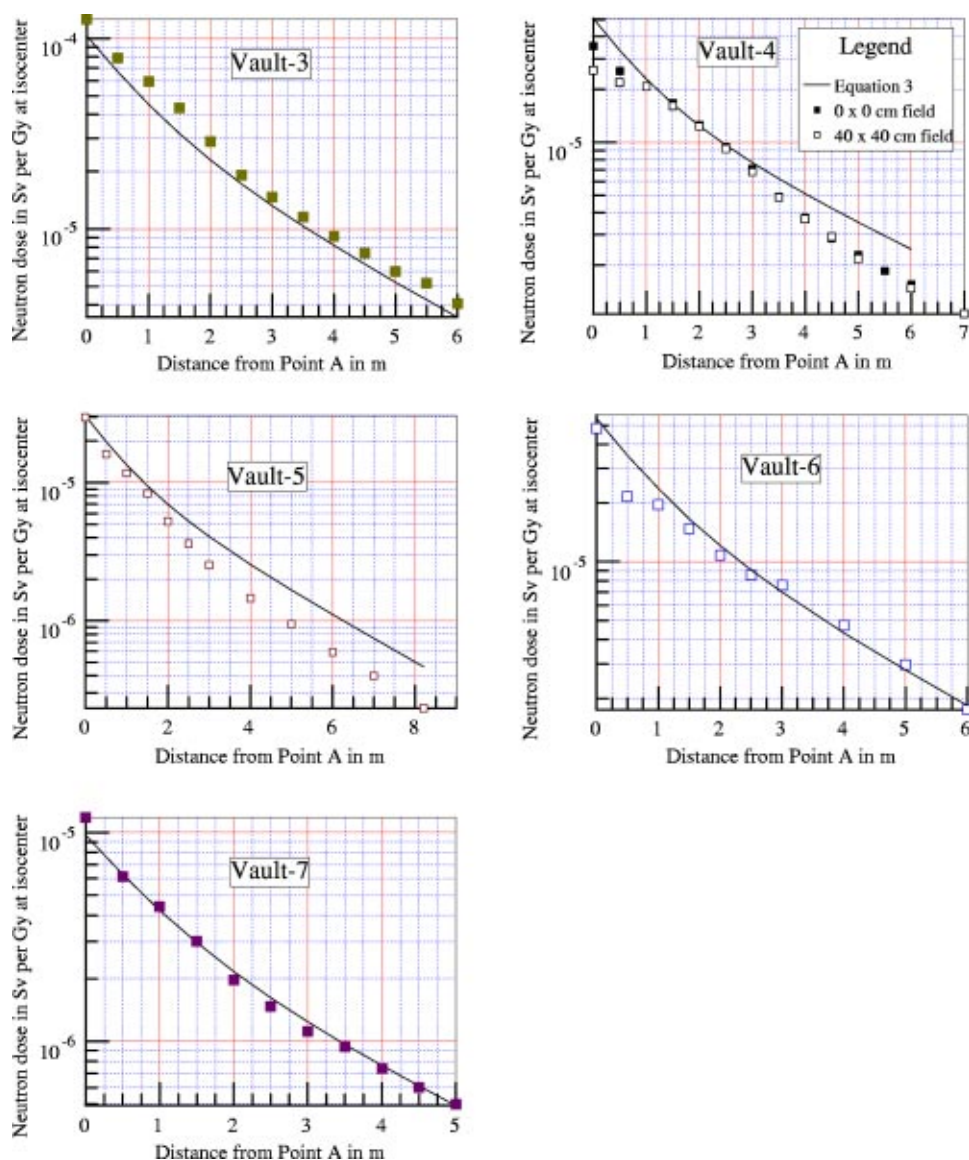 Vault-3
Neutron dose in Sv per Gy at isocenter
10-4
10-5
0 1 2 3 4 5 6
Distance from Point A in m
Vault-4
Legend
Equation 3
0 x 0 cm field
40 x 40 cm field
Neutron dose in Sv per Gy at isocenter
10-5
0 1 2 3 4 5 6 7
Distance from Point A in m
Vault-5
Neutron dose in Sv per Gy at isocenter
10-5
10-6
0 2 4 6 8
Distance from Point A in m
Vault-6
Neutron dose in Sv per Gy at isocenter
10-5
0 1 2 3 4 5 6
Distance from Point A in m
Vault-7
Neutron dose in Sv per Gy at isocenter
10-5
10-6
0 1 2 3 4 5
Distance from Point A in m